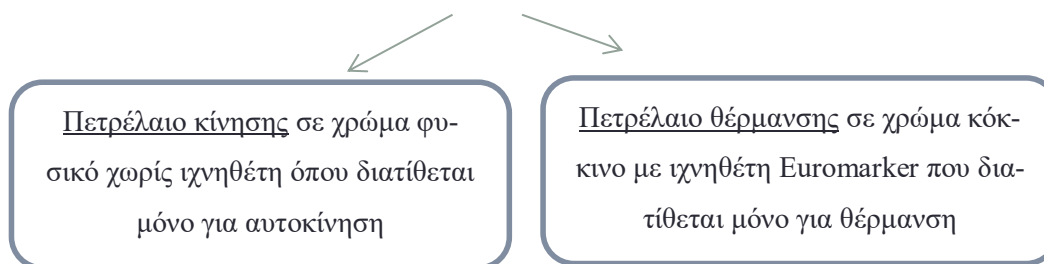 Πετρέλαιο κίνησης σε χρώμα φυ-
σικό χωρίς ιχνηθέτη όπου διατίθεται
μόνο για αυτοκίνηση
Πετρέλαιο θέρμανσης σε χρώμα κόκ-
κινο με ιχνηθέτη Euromarker που δια-
τίθεται μόνο για θέρμανση